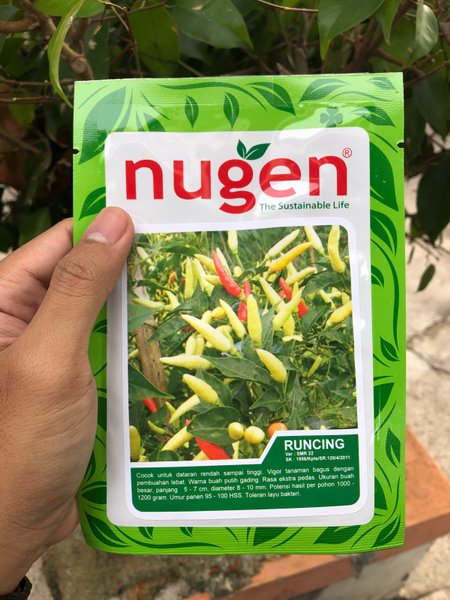 nugen®
The Sustainable Life
RUNCING
Var : SMR 22
SK : 1956/Kpts/SR.120/4/2011
Cocok untuk dataran rendah sampai tinggi. Vigor tanaman bagus dengan
pembuahan lebat. Warna buah putih gading. Rasa ekstra pedas. Ukuran buah
besar panjang 5 - 7 cm, diameter 8 - 10 mm. Potensi hasil per pohon 1000 -
1200 gram. Umur panen 95 - 100 HSS. Toleran layu bakteri.